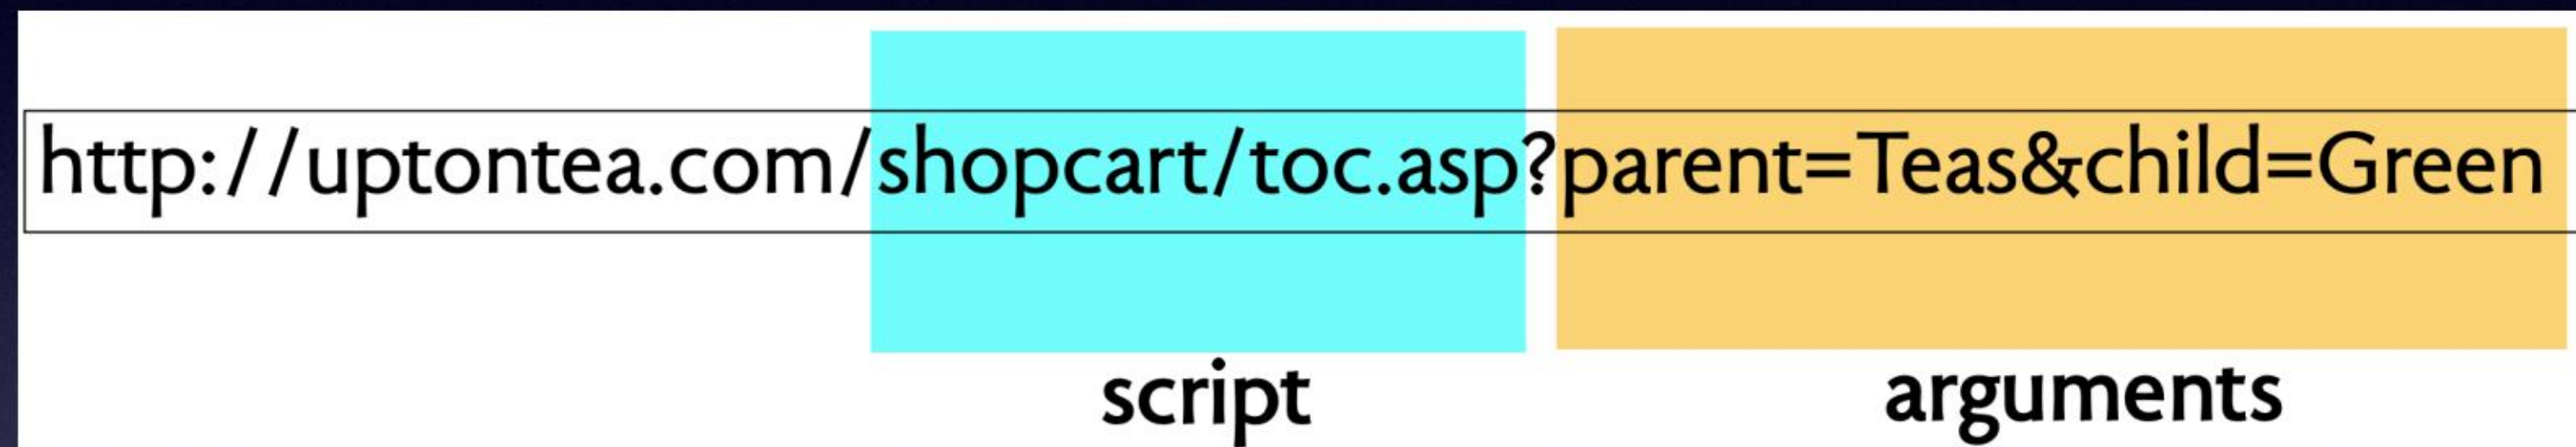 http://uptontea.com/shopcart/toc.asp?parent=Teas&child=Green
script arguments